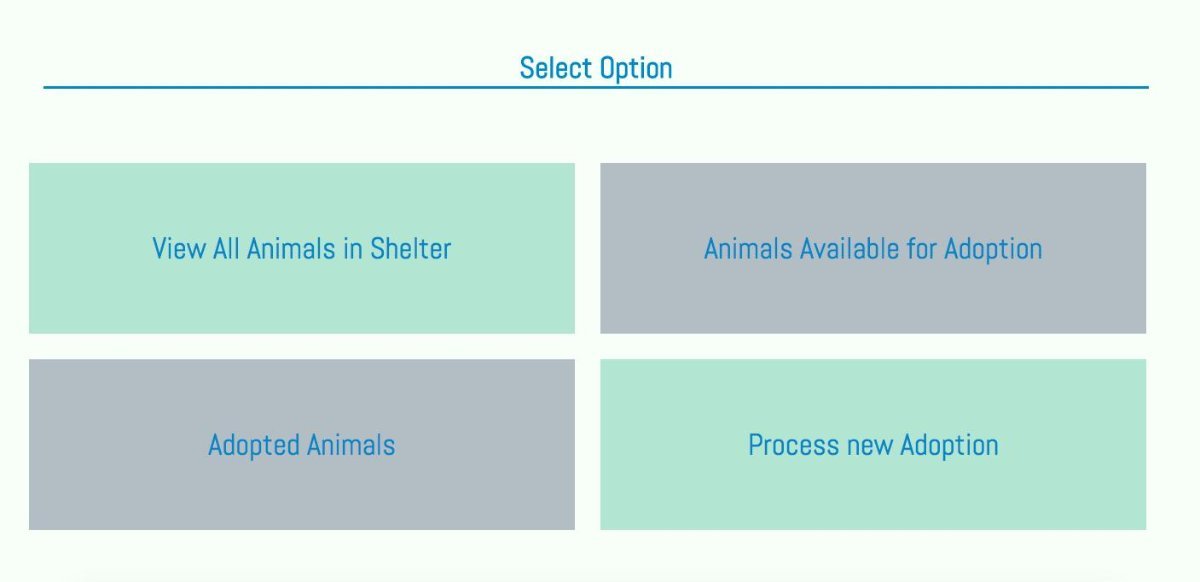 Select Option
View All Animals in Shelter
Animals Available for Adoption
Adopted Animals
Process new Adoption